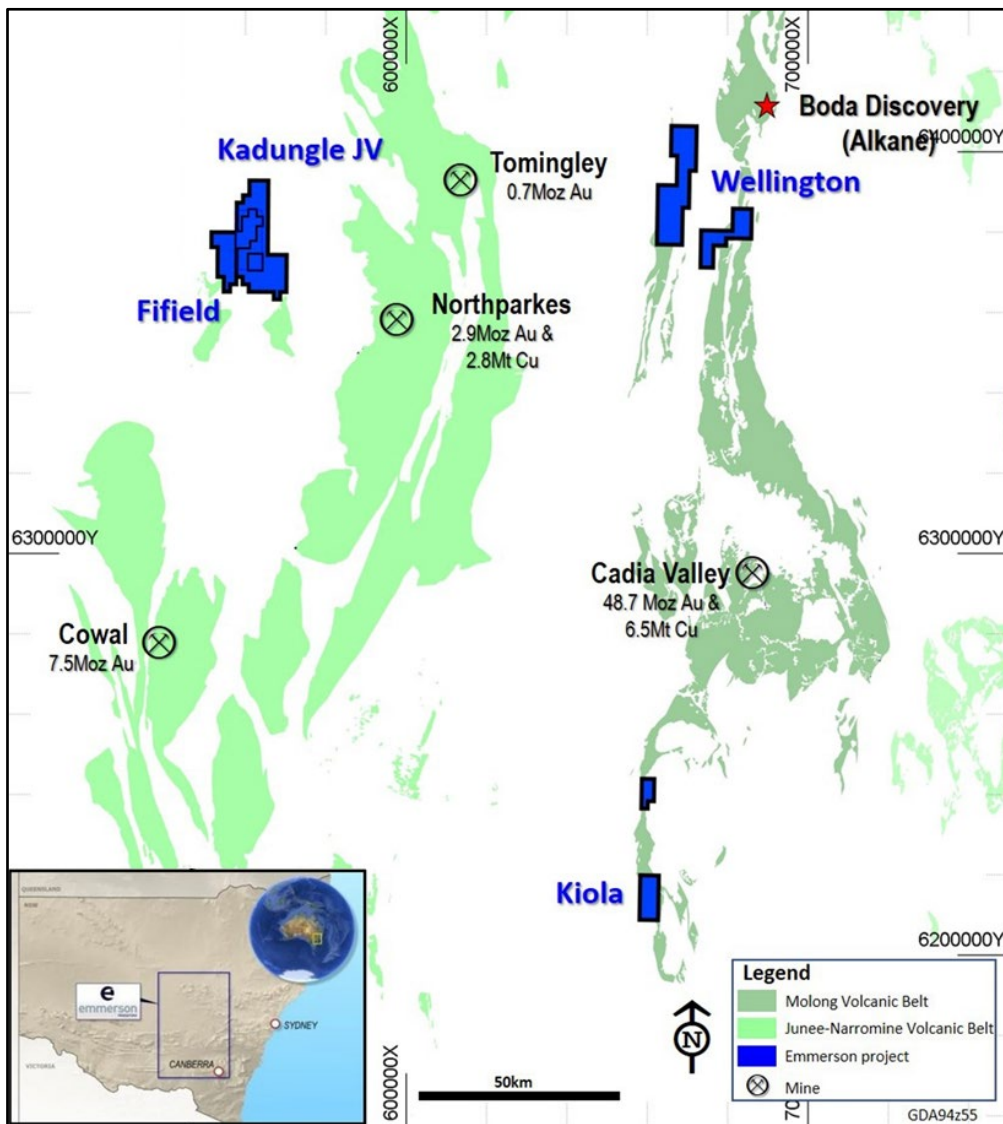 600000X
700000X
Boda Discovery
(Alkane)
6400000Y
Kadungle JV
Tomingley
0.7Moz Au
Wellington
Fifield
Northparkes
2.9Moz Au &
2.8Mt Cu
6300000Y
6300000Y
Cadia Valley
48.7 Moz Au &
6.5Mt Cu
Cowal
7.5Moz Au
Kiola
6200000Y
QUEENSLAND
NSW
e
emmerson
SYDNEY
CANBERRA
VICTORIA
N
600000X
50km
70
Legend
Molong Volcanic Belt
Junee-Narromine Volcanic Belt
Emmerson project
Mine
GDA94z55